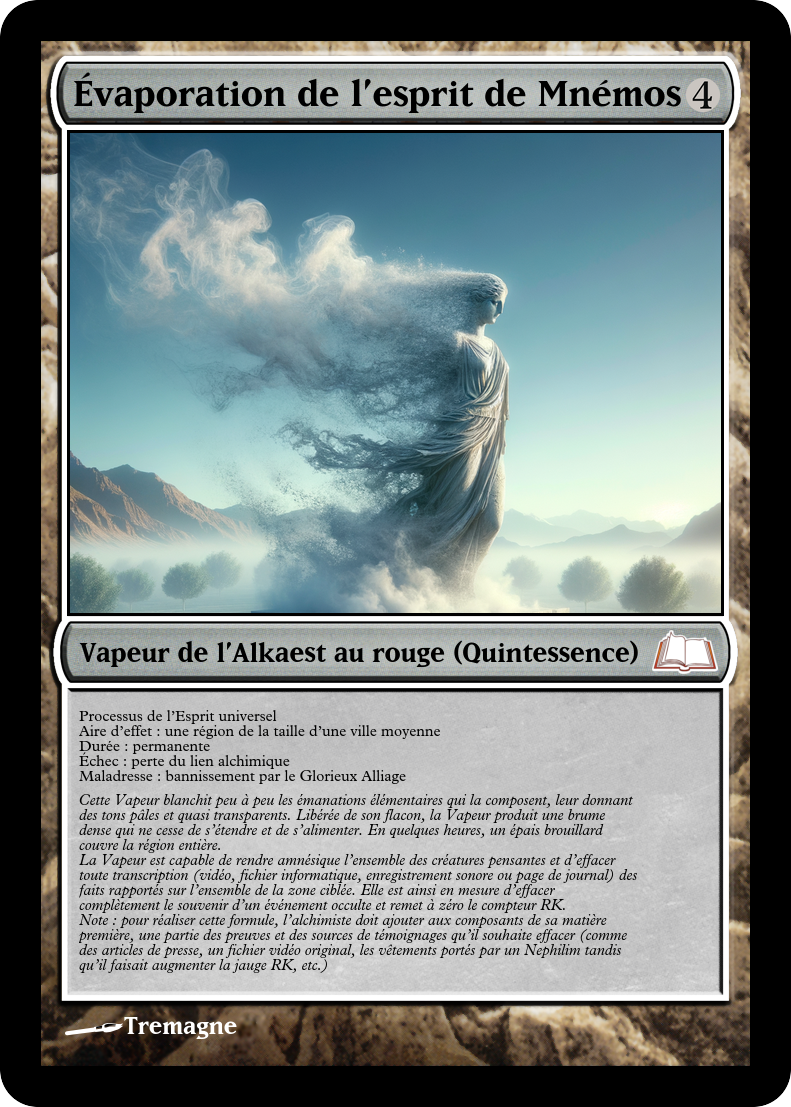 Évaporation de l'esprit de Mnémos 4
Vapeur de l'Alkaest au rouge (Quintessence)
Processus de l'Esprit universel
Aire d'effet : une région de la taille d'une ville moyenne
Durée : permanente
Échec : perte du lien alchimique
Maladresse : bannissement par le Glorieux Alliage
Cette Vapeur blanchit peu à peu les émanations élémentaires qui la composent, leur donnant
des tons pâles et quasi transparents. Libérée de son flacon, la Vapeur produit une brume
dense qui ne cesse de s'étendre et de s'alimenter. En quelques heures, un épais brouillard
couvre la région entière.
La Vapeur est capable de rendre amnésique l'ensemble des créatures pensantes et d'effacer
toute transcription (vidéo, fichier informatique, enregistrement sonore ou page de journal) des
faits rapportés sur l'ensemble de la zone ciblée. Elle est ainsi en mesure d'effacer
complètement le souvenir d'un événement occulte et remet à zéro le compteur RK.
Note : pour réaliser cette formule, l'alchimiste doit ajouter aux composants de sa matière
première, une partie des preuves et des sources de témoignages qu'il souhaite effacer (comme
des articles de presse, un fichier vidéo original, les vêtements portés par un Nephilim tandis
qu'il faisait augmenter la jauge RK, etc.)
Tremagne